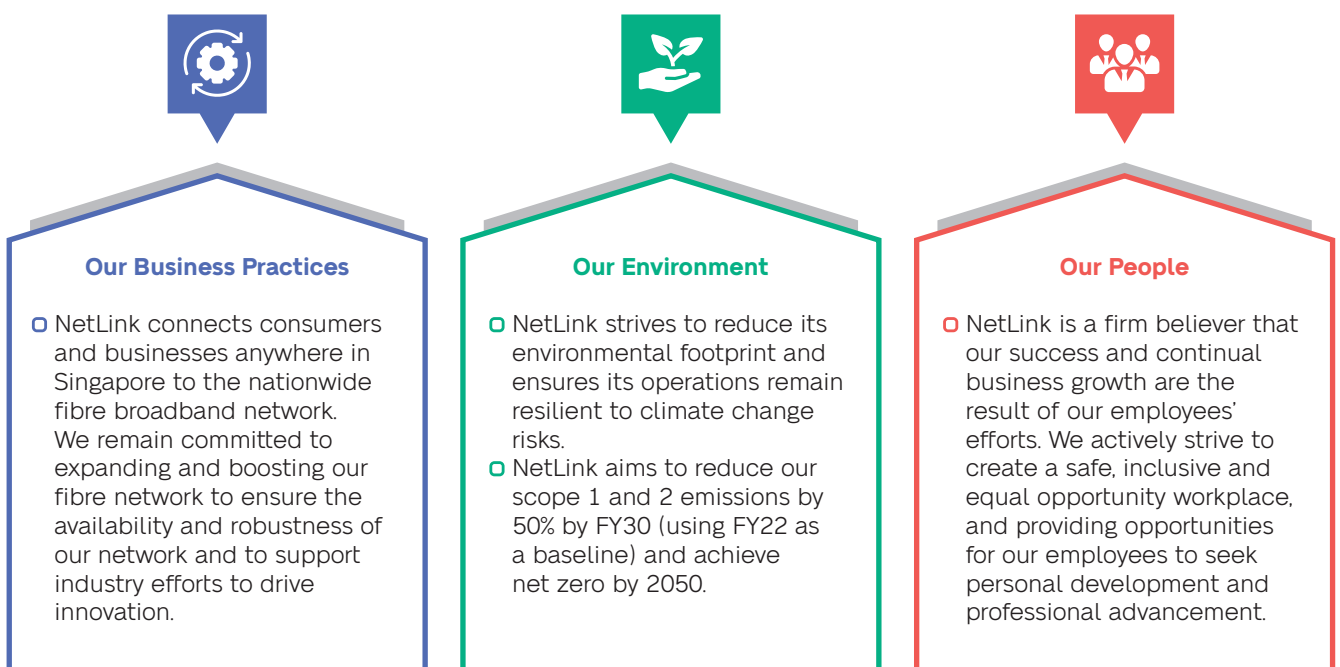 Our Business Practices
NetLink connects consumers
and businesses anywhere in
Singapore to the nationwide
fibre broadband network.
We remain committed to
expanding and boosting our
fibre network to ensure the
availability and robustness of
our network and to support
industry efforts to drive
innovation.
Our Environment
NetLink strives to reduce its
environmental footprint and
ensures its operations remain
resilient to climate change
risks.
NetLink aims to reduce our
scope 1 and 2 emissions by
50% by FY30 (using FY22 as
a baseline) and achieve
net zero by 2050.
Our People
NetLink is a firm believer that
our success and continual
business growth are the
result of our employees’
efforts. We actively strive to
create a safe, inclusive and
equal opportunity workplace,
and providing opportunities
for our employees to seek
personal development and
professional advancement.